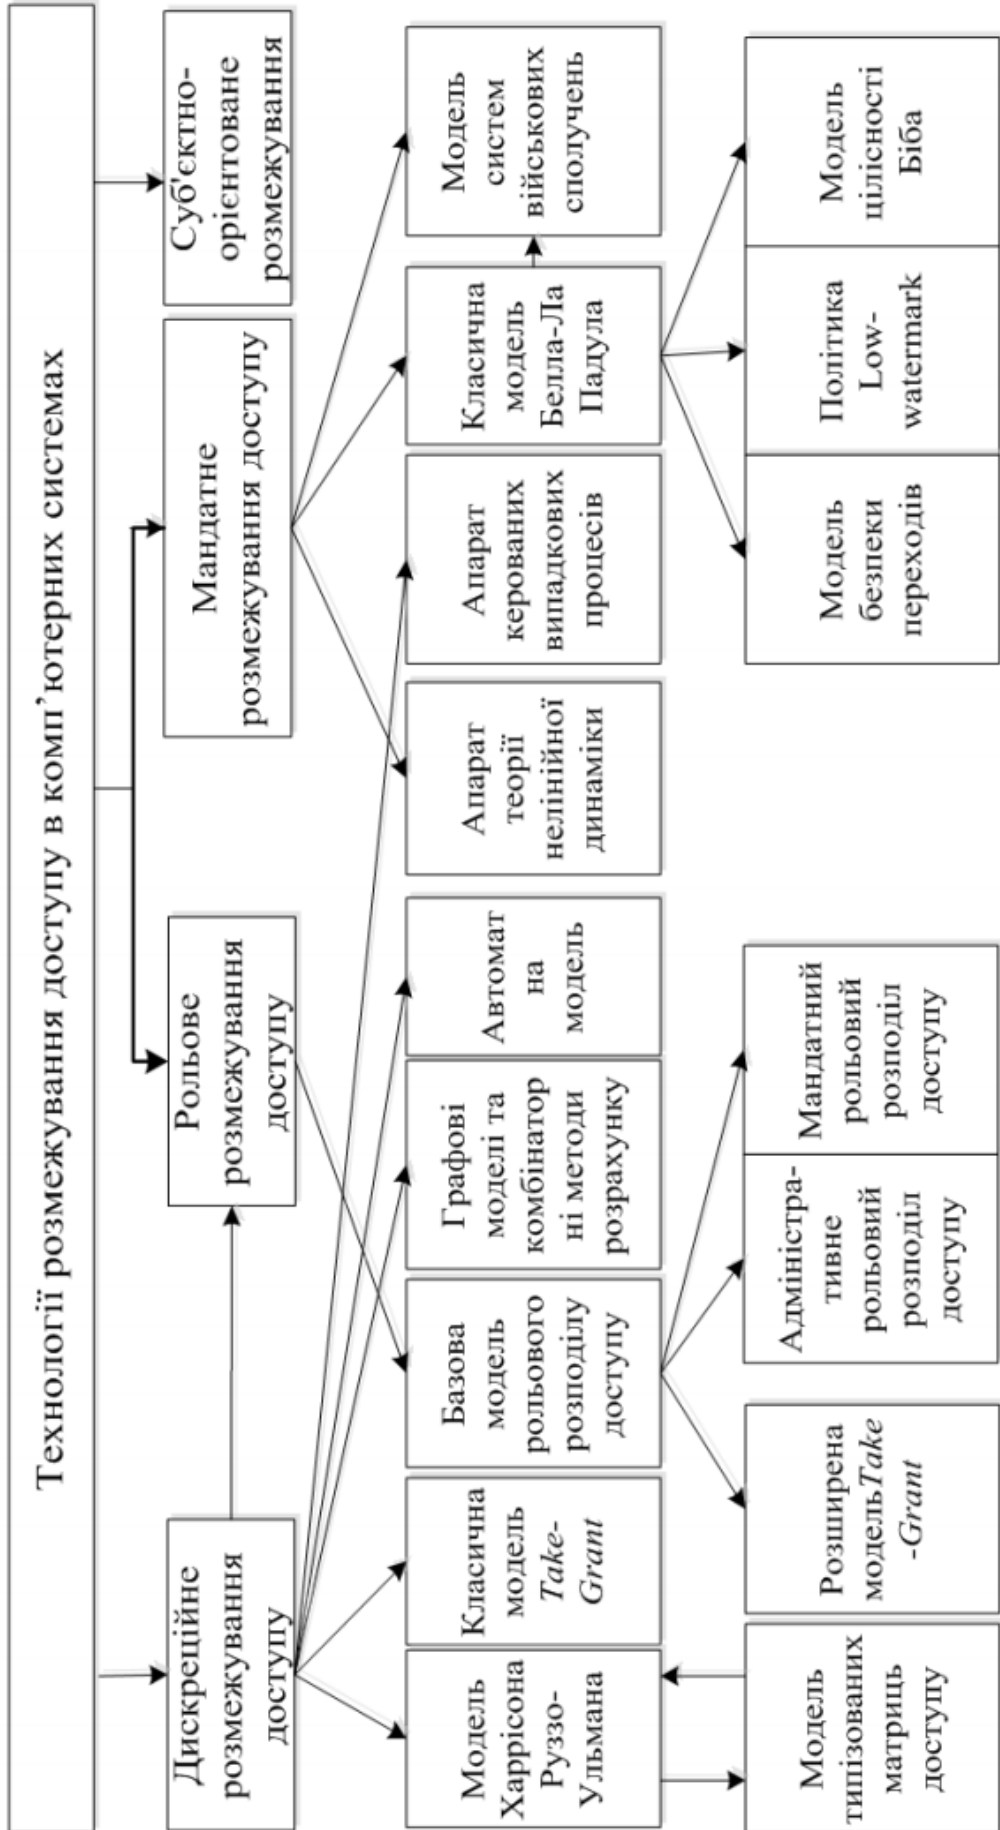 Технології розмежування доступу в комп’ютерних системах
Дискреційне
розмежування
доступу
Рольове
розмежування
доступу
Мандатне
розмежування доступу
Суб'єктно-
орієнтоване
розмежування
Модель
Харрісона
Руззо-
Ульмана
Класична
модель
Take-
Grant
Базова
модель
рольового
розподілу
доступу
Графові
моделі та
комбінатор
ні методи
розрахунку
Автомат
на
модель
Апарат
теорії
нелінійної
динаміки
Апарат
керованих
випадкових
процесів
Класична
модель
Белла-Ла
Падула
Модель
систем
військових
сполучень
Модель
типізованих
матриць
доступу
Розширена
модельTake
-Grant
Адміністра-
тивне
рольовий
розподіл
доступу
Мандатний
рольовий
розподіл
доступу
Модель
безпеки
переходів
Політика
Low-
watermark
Модель
цілісності
Біба